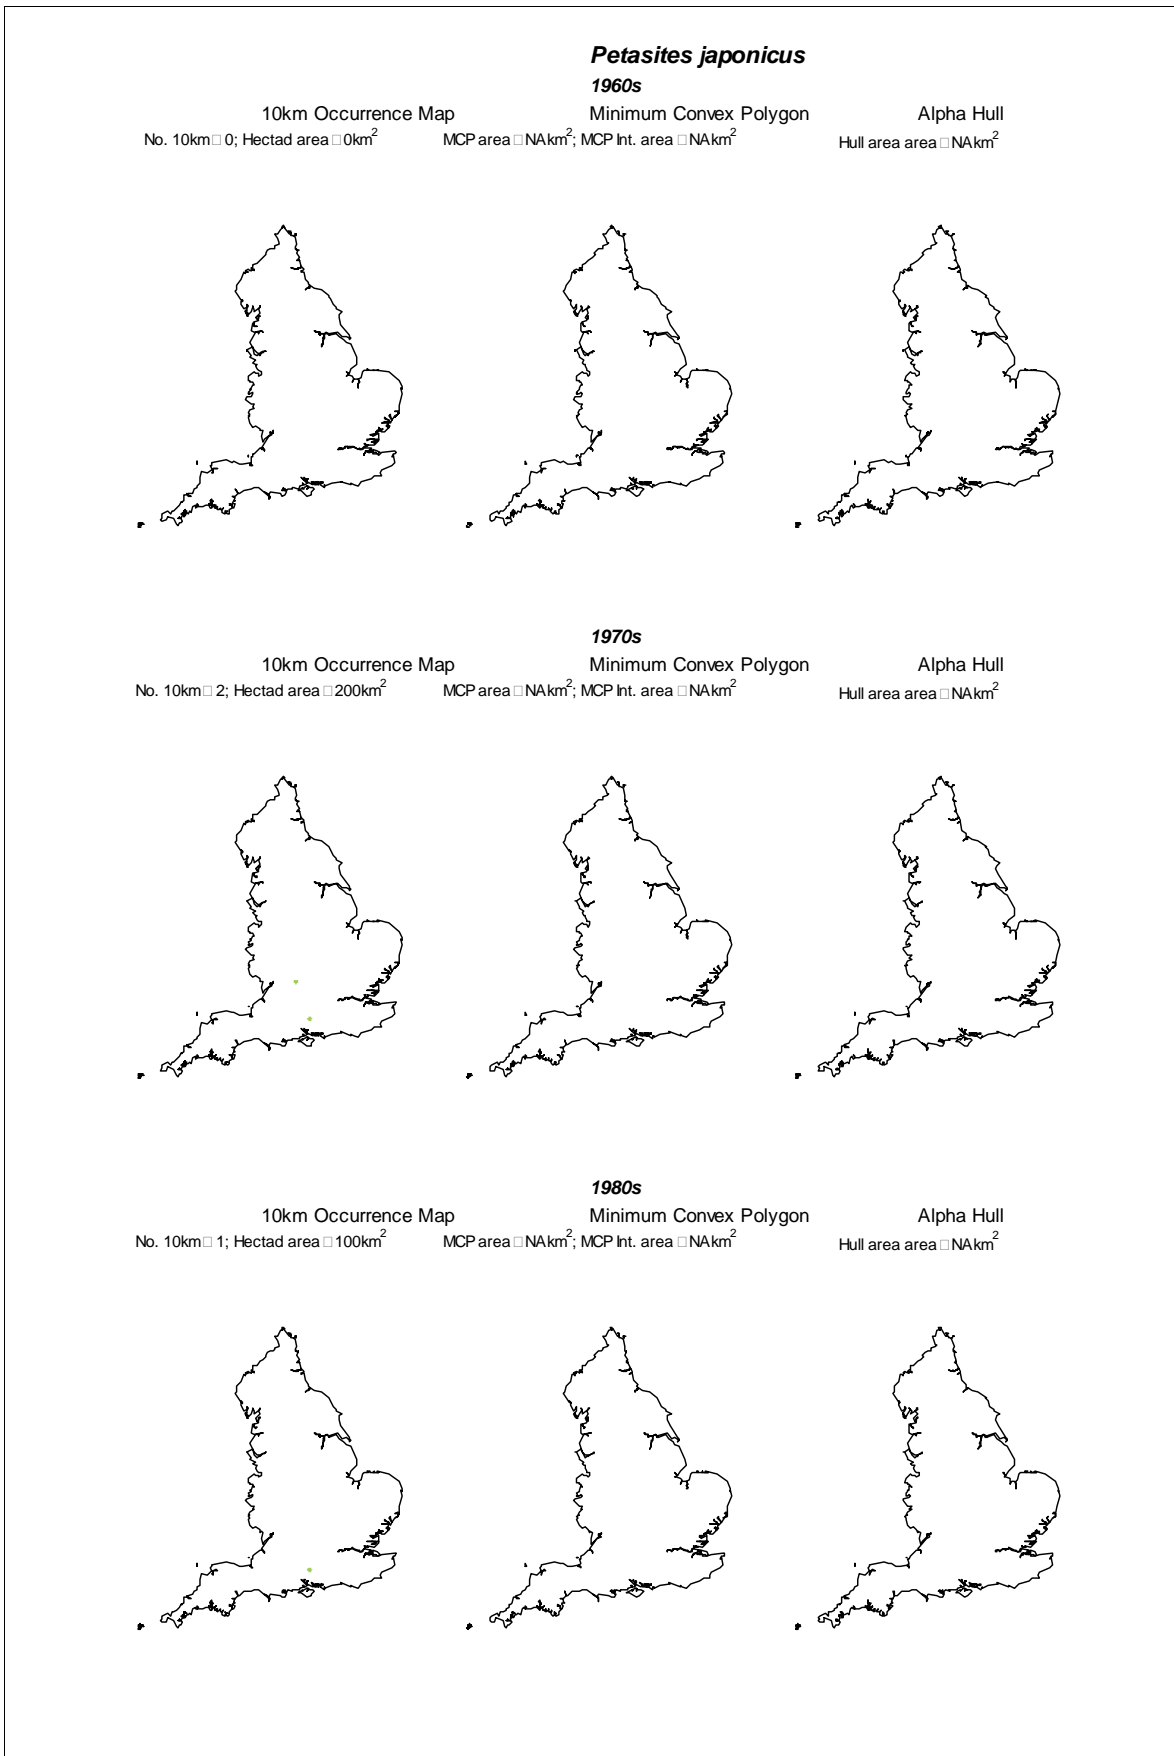 Petasites japonicus
1960s
10km Occurrence Map Minimum Convex Polygon Alpha Hull
No. 10km□0; Hectad area □0km² MCP area □NAkm²; MCP Int. area □NAkm² Hull area area □NAkm²
1970s
10km Occurrence Map Minimum Convex Polygon Alpha Hull
No. 10km□2; Hectad area □200km² MCP area □NAkm²; MCP Int. area □NAkm² Hull area area □NAkm²
1980s
10km Occurrence Map Minimum Convex Polygon Alpha Hull
No. 10km□1; Hectad area □100km² MCP area □NAkm²; MCP Int. area □NAkm² Hull area area □NAkm²